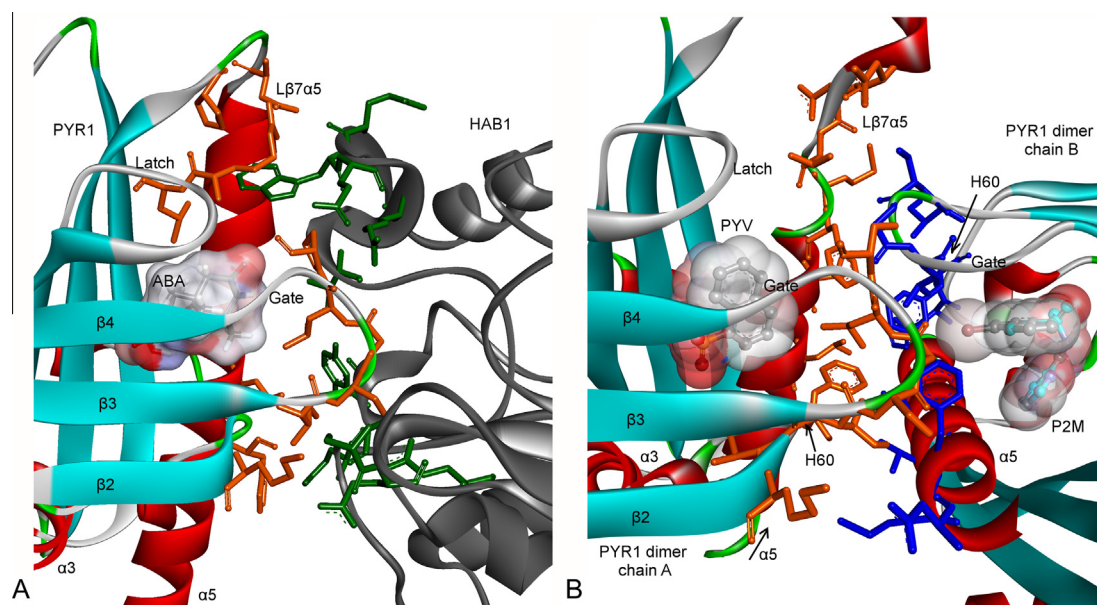 Lβ7α5
PYR1
HAB1
Latch
ABA
Gate
β4
β3
β2
α3
α5
A
Lβ7α5
PYR1 dimer
chain B
Latch
H60
PYV
Gate
Gate
β4
β3
P2M
α3
H60
α5
β2
PYR1 dimer
chain A
α5
B